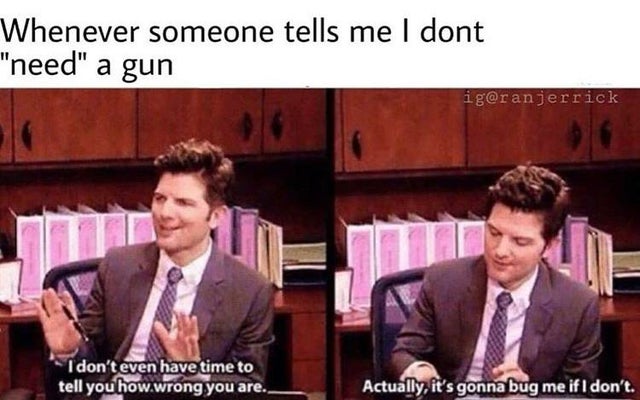 Whenever someone tells me I dont
"need" a gun
ig@ranjerrick
I don't even have time to
tell you how wrong you are.
Actually, it's gonna bug me if I don't.